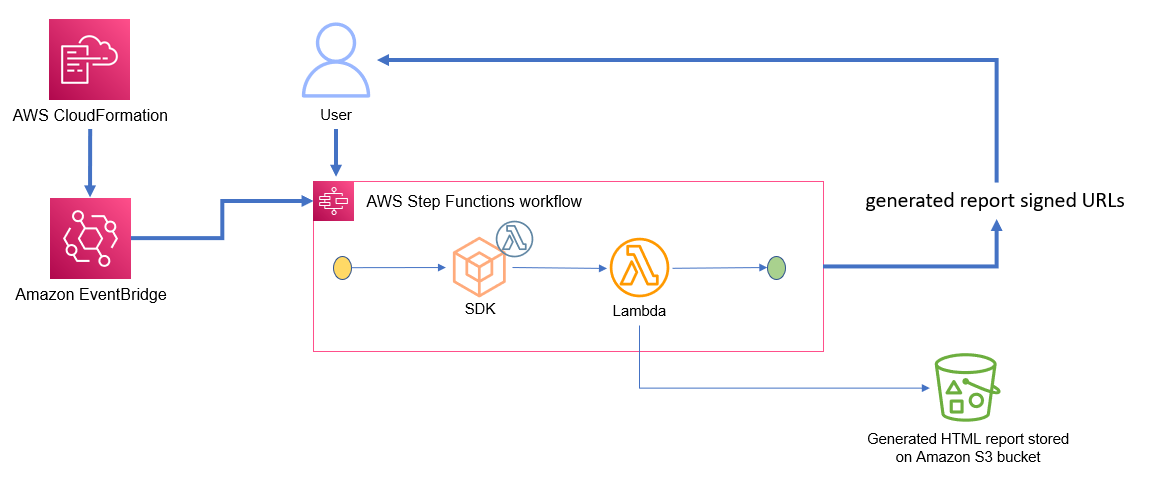 AWS CloudFormation
User
AWS Step Functions workflow
generated report signed URLs
Amazon EventBridge
SDK
Lambda
Generated HTML report stored
on Amazon S3 bucket